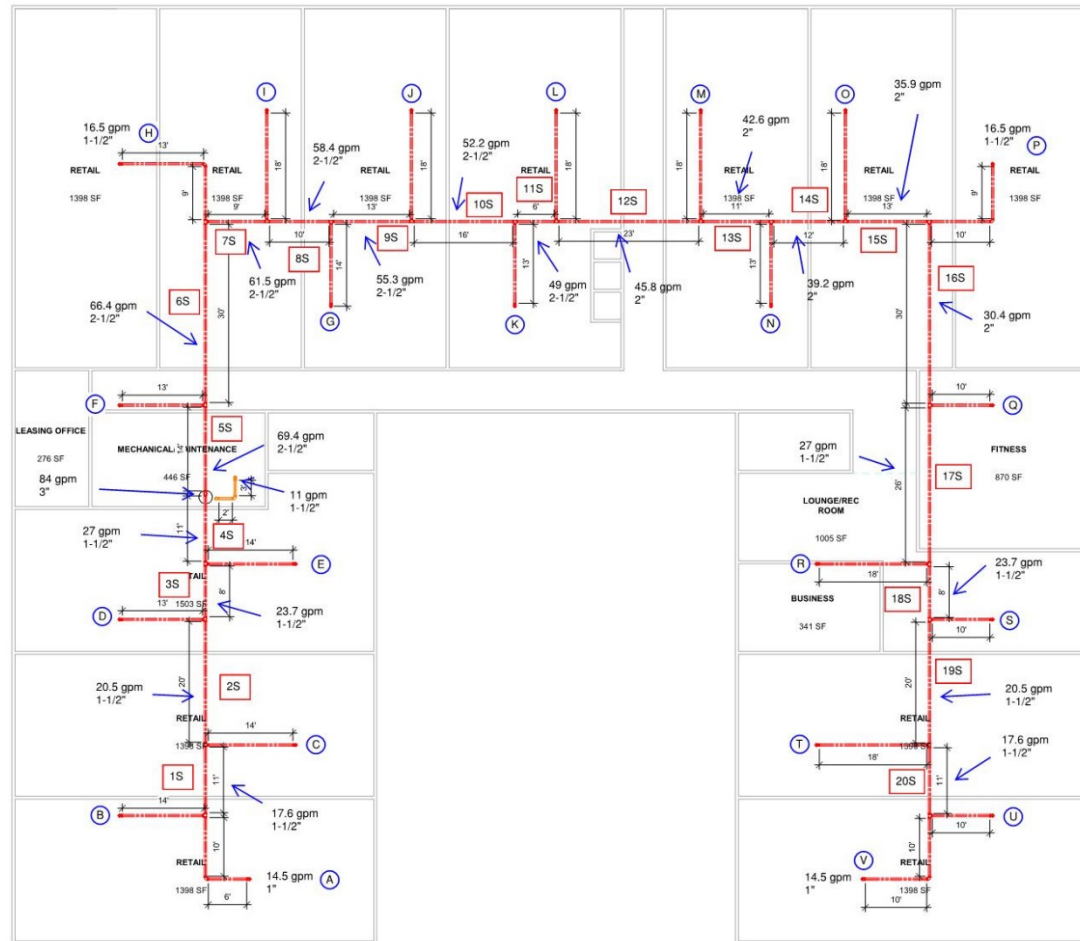 I
J
L
M
O
35.9 gpm
2"
16.5 gpm
1-1/2"
H
13'
58.4 gpm
2-1/2"
52.2 gpm
2-1/2"
42.6 gpm
2"
16.5 gpm
1-1/2"
P
18'
18'
18'
18'
18'
RETAIL
1398 SF
RETAIL
1398 SF
RETAIL
1398 SF
RETAIL
RETAIL
1398 SF
RETAIL
1398 SF
RETAIL
1398 SF
9'
9'
13'
10S
11S
6'
12S
11'
14S
13'
9'
7S
10'
8S
9S
16'
23'
13S
12'
15S
10'
61.5 gpm
2-1/2"
14'
55.3 gpm
2-1/2"
13'
49 gpm
2-1/2"
45.8 gpm
2"
13'
39.2 gpm
2"
16S
6S
66.4 gpm
2-1/2"
30'
G
K
N
30'
30.4 gpm
2"
F
13'
10'
Q
LEASING OFFICE
276 SF
MECHANICAL
446 SF
5S
14'
69.4 gpm
2-1/2"
84 gpm
3"
11 gpm
1-1/2"
3'
2'
27 gpm
1-1/2"
11'
4S
27 gpm
1-1/2"
26'
17S
FITNESS
870 SF
LOUNGE/REC
ROOM
1005 SF
14'
E
R
18'
3S
1503 SF
8'
23.7 gpm
1-1/2"
BUSINESS
341 SF
18S
8'
23.7 gpm
1-1/2"
D
13'
S
10'
20.5 gpm
1-1/2"
20'
2S
20'
19S
20.5 gpm
1-1/2"
RETAIL
1398 SF
14'
C
RETAIL
1398 SF
T
18'
17.6 gpm
1-1/2"
1S
11'
17.6 gpm
1-1/2"
20S
11'
B
14'
U
10'
10'
10'
RETAIL
1398 SF
6'
14.5 gpm
1"
A
V
14.5 gpm
1"
10'
RETAIL
1398 SF